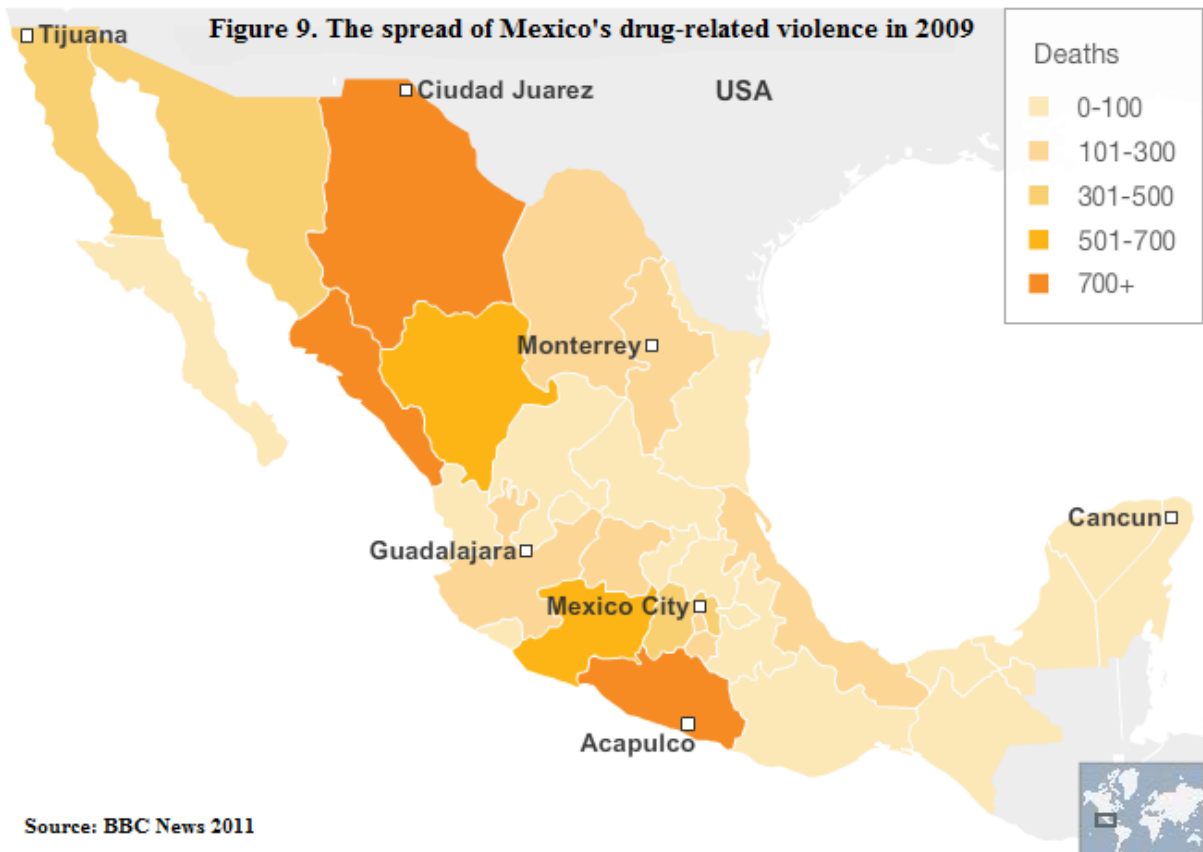 Figure 9. The spread of Mexico's drug-related violence in 2009
Tijuana
Ciudad Juarez
USA
Deaths
0-100
101-300
301-500
501-700
700+
Monterrey
Cancun
Guadalajara
Mexico City
Acapulco
Source: BBC News 2011